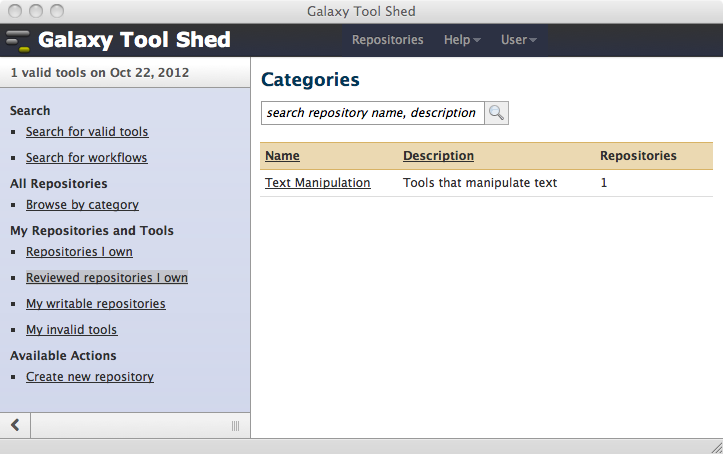 Galaxy Tool Shed
Galaxy Tool Shed
Repositories Help User
1 valid tools on Oct 22, 2012
Search
Search for valid tools
Search for workflows
All Repositories
Browse by category
My Repositories and Tools
Repositories I own
Reviewed repositories I own
My writable repositories
My invalid tools
Available Actions
Create new repository
Categories
search repository name, description
Name Description Repositories
Text Manipulation Tools that manipulate text 1